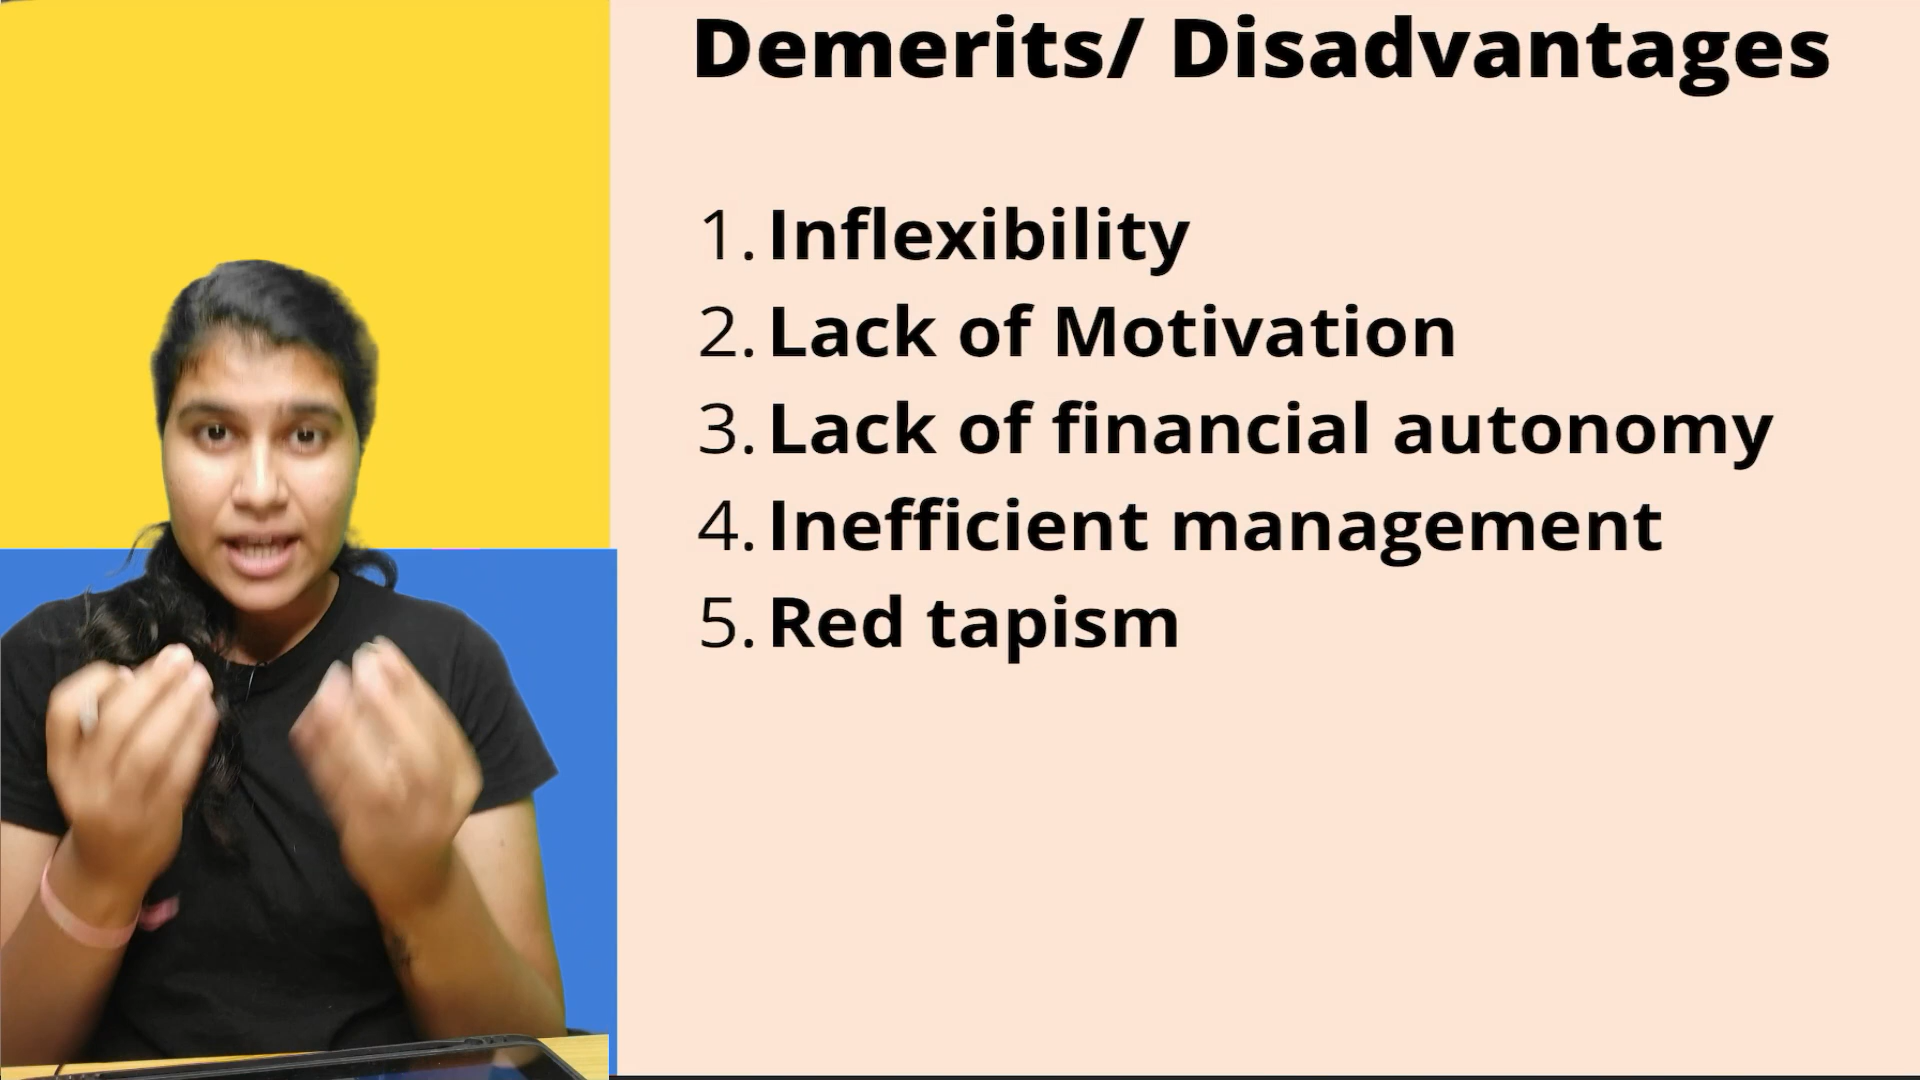 Demerits/ Disadvantages
1. Inflexibility
2. Lack of Motivation
3. Lack of financial autonomy
4. Inefficient management
5. Red tapism